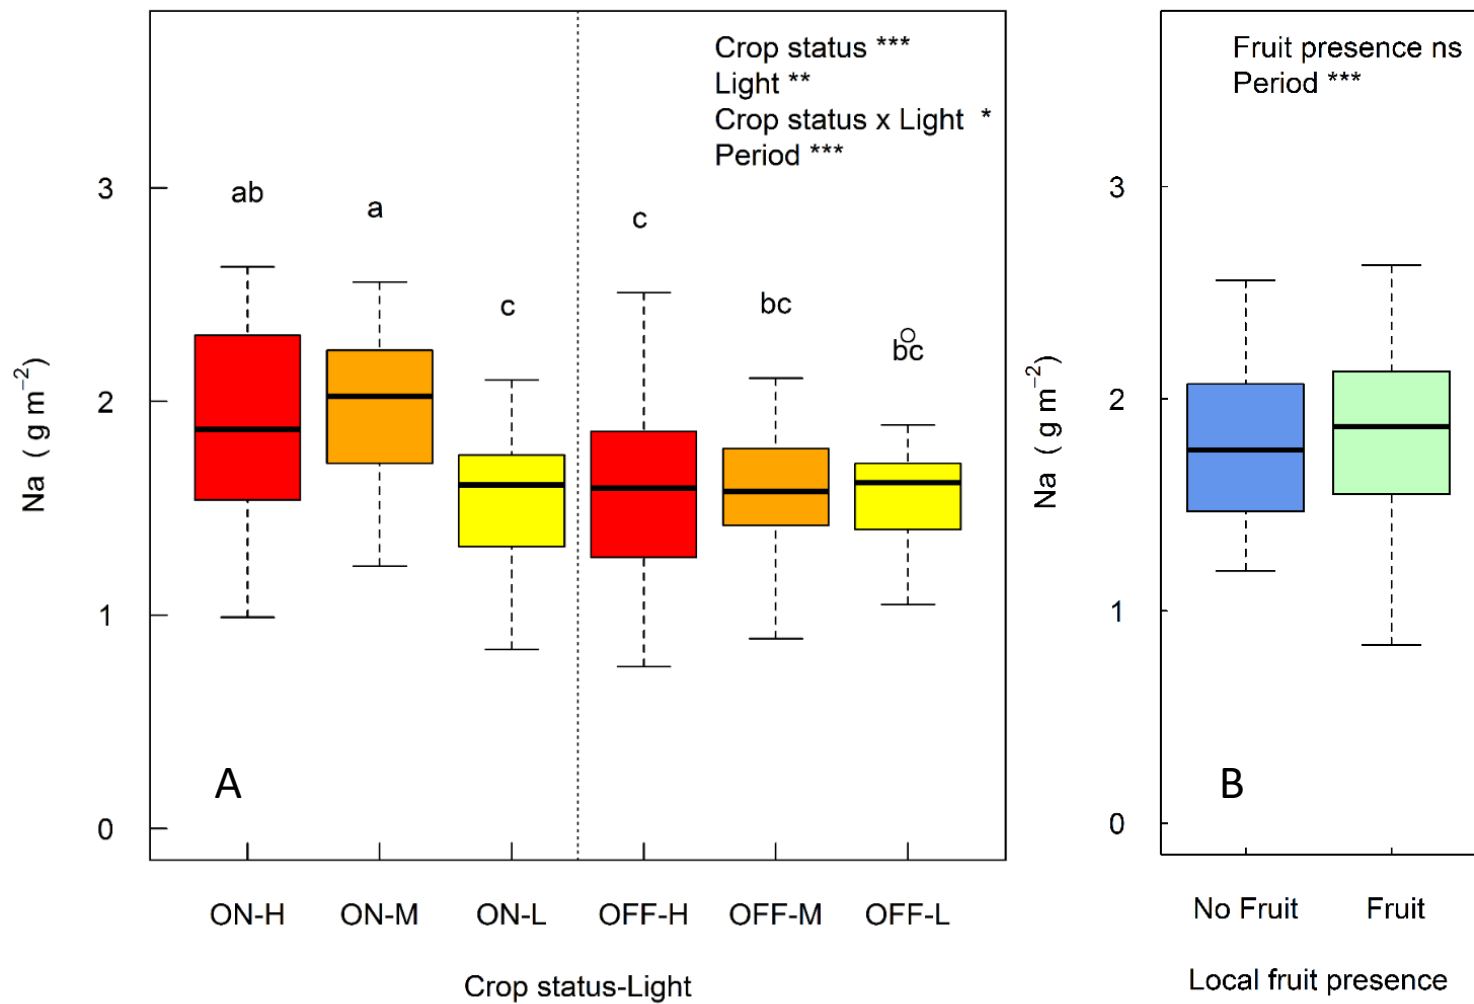 Crop status ***
Light **
Crop status x Light *
Period ***
3
2
1
0
Na ( g m⁻²)
ab
a
c
c
bc
bc
A
ON-H
ON-M
ON-L
OFF-H
OFF-M
OFF-L
Crop status-Light
Fruit presence ns
Period ***
3
2
1
0
Na ( g m⁻²)
B
No Fruit
Fruit
Local fruit presence